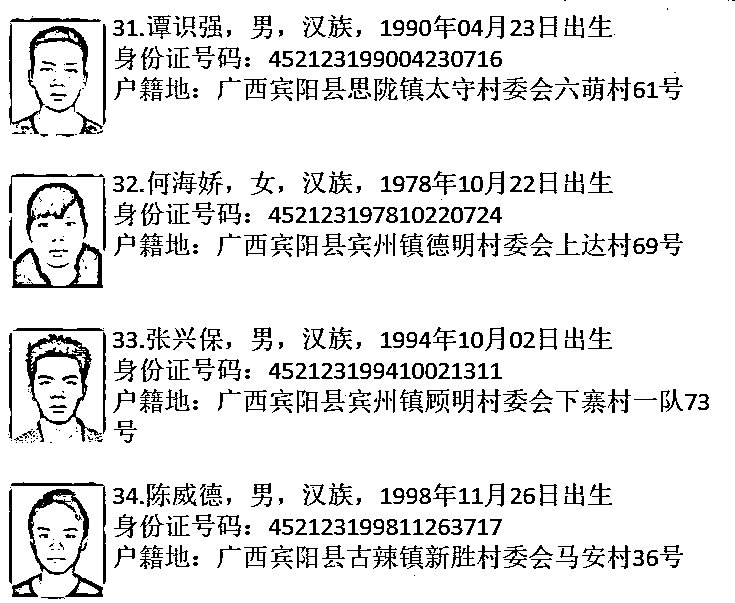 31.谭识强，男，汉族，1990年04月23日出生
身份证号码：452123199004230716
户籍地：广西宾阳县思陇镇太守村委会六萌村61号
32.何海娇，女，汉族，1978年10月22日出生
身份证号码：452123197810220724
户籍地：广西宾阳县宾州镇德明村委会上达村69号
33.张兴保，男，汉族，1994年10月02日出生
身份证号码：452123199410021311
户籍地：广西宾阳县宾州镇顾明村委会下寨村一队73
号
34.陈威德，男，汉族，1998年11月26日出生
身份证号码：452123199811263717
户籍地：广西宾阳县古辣镇新胜村委会马安村36号